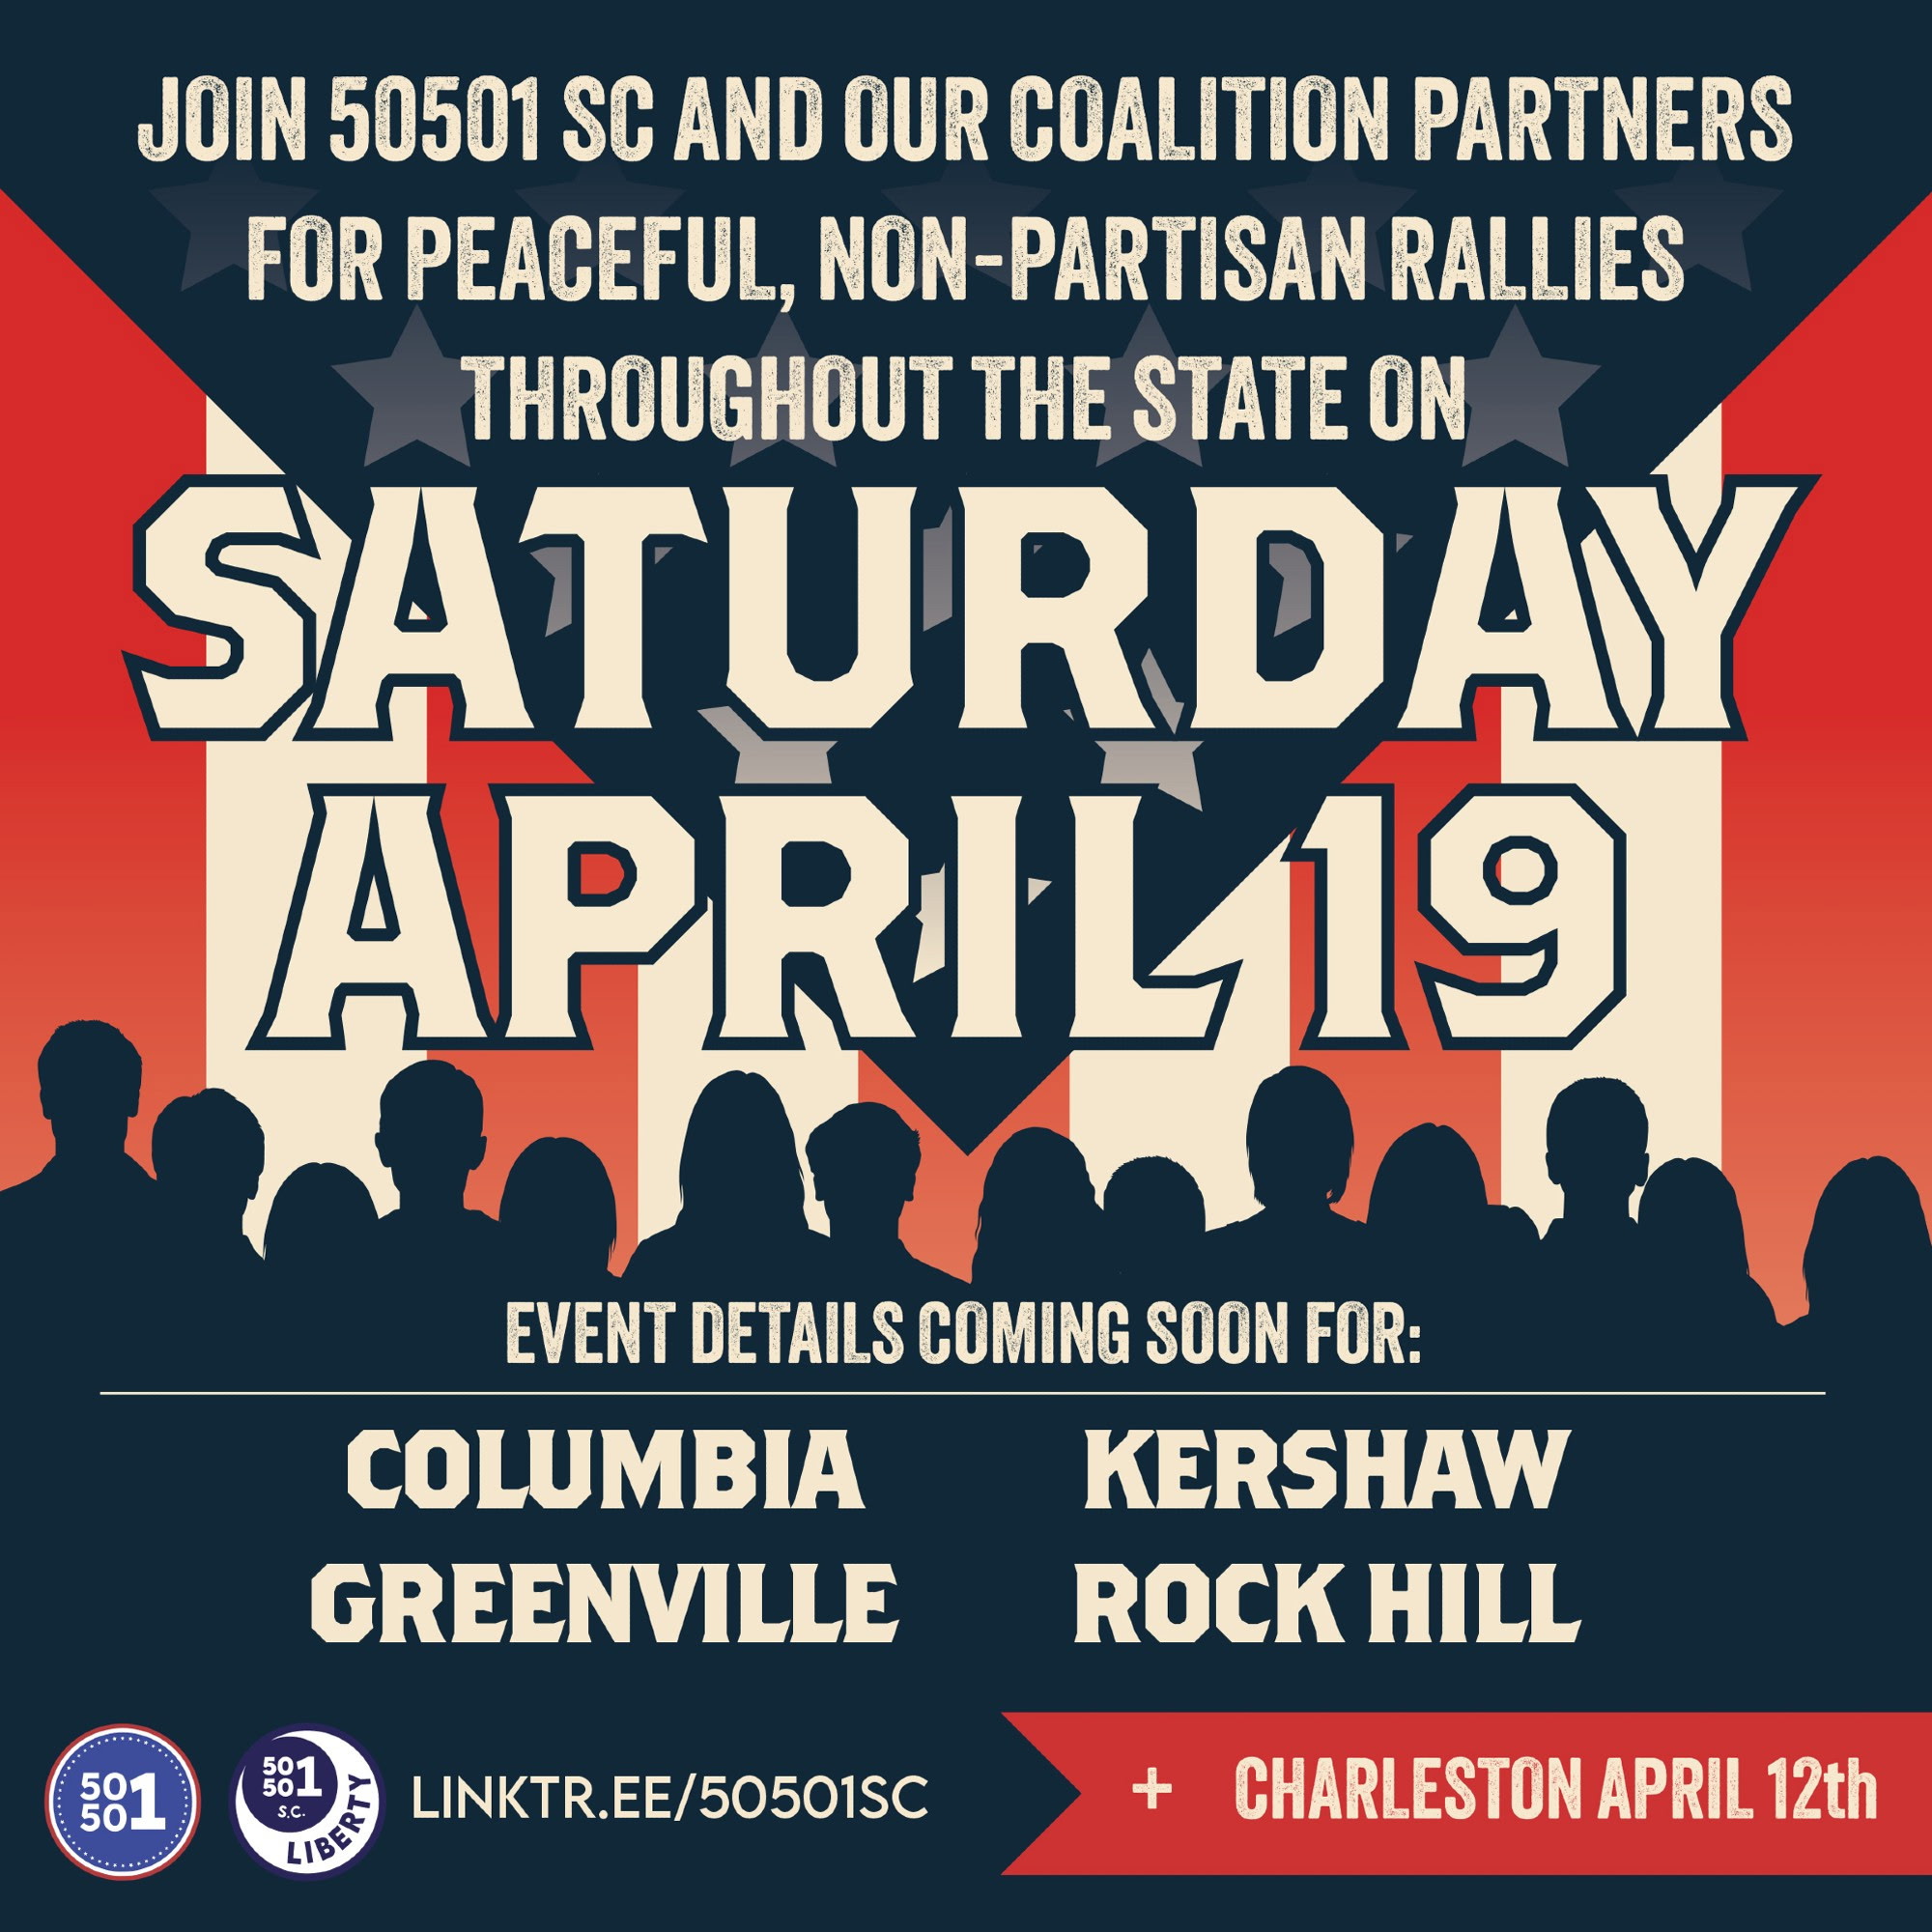 JOIN 50501 SC AND OUR COALITION PARTNERS
FOR PEACEFUL, NON-PARTISAN RALLIES
THROUGHOUT THE STATE ON
SATURDAY
APRIL 19
EVENT DETAILS COMING SOON FOR:
COLUMBIA
KERSHAW
GREENVILLE
ROCK HILL
50
50
1
50
50
1
S.C.
LIBERTY
LINKTR.EE/50501SC
+ CHARLESTON APRIL 12th